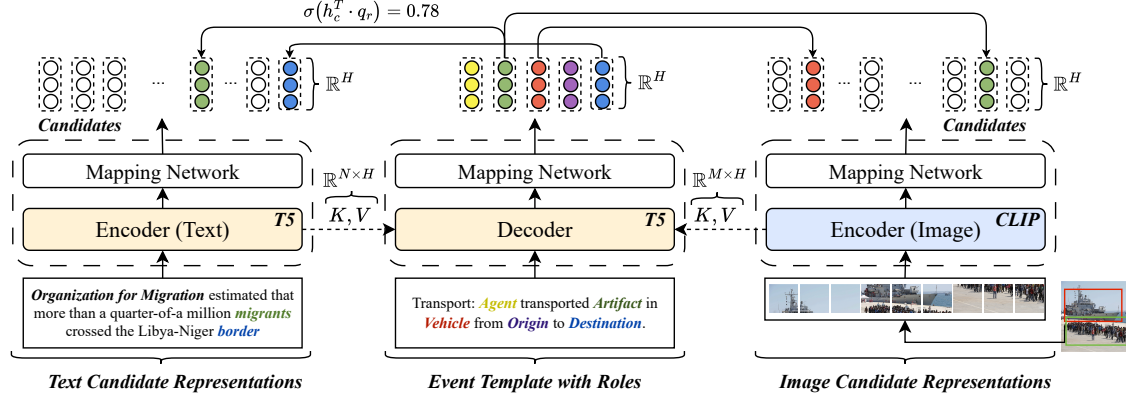 σ(h_c^T · q_r) = 0.78
... ...
} ℝ^H
} ℝ^H
... ...
} ℝ^H
Candidates
Candidates
Mapping Network
Mapping Network
Mapping Network
ℝ^{N×H}
K, V
ℝ^{M×H}
K, V
Encoder (Text) T5
Decoder T5
Encoder (Image) CLIP
Organization for Migration estimated that
more than a quarter-of-a million migrants
crossed the Libya-Niger border
Transport: Agent transported Artifact in
Vehicle from Origin to Destination.
Text Candidate Representations
Event Template with Roles
Image Candidate Representations